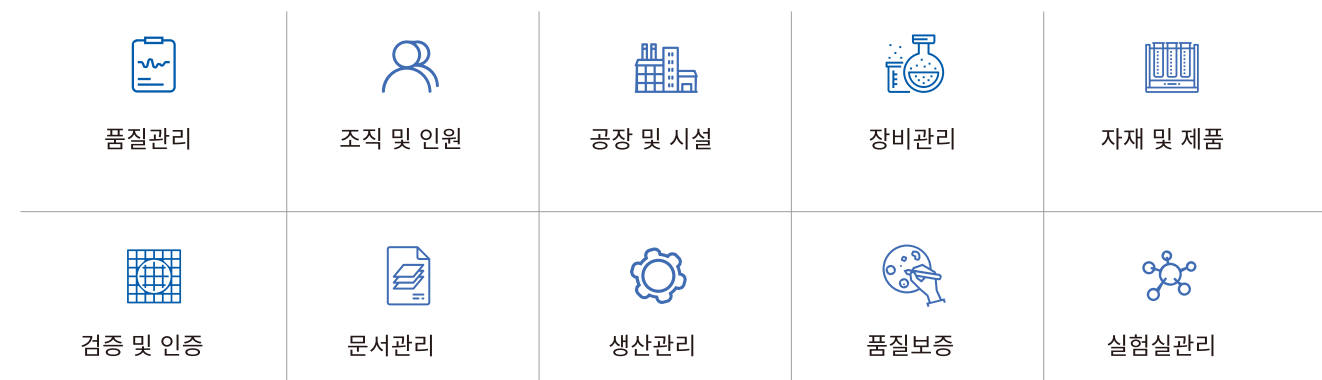 품질관리
조직 및 인원
공장 및 시설
장비관리
자재 및 제품
검증 및 인증
문서관리
생산관리
품질보증
실험실관리